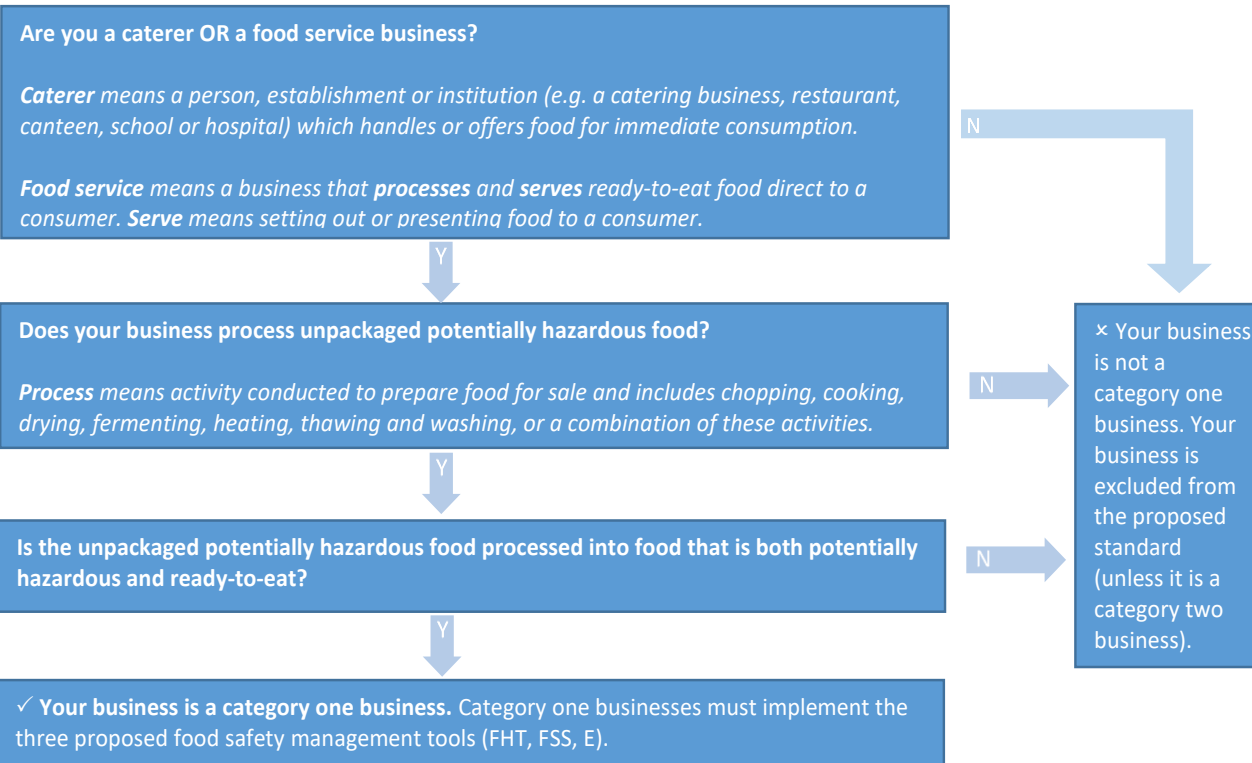 Are you a caterer OR a food service business?
Caterer means a person, establishment or institution (e.g. a catering business, restaurant,
canteen, school or hospital) which handles or offers food for immediate consumption.
Food service means a business that processes and serves ready-to-eat food direct to a
consumer. Serve means setting out or presenting food to a consumer.
N
Y
Does your business process unpackaged potentially hazardous food?
Process means activity conducted to prepare food for sale and includes chopping, cooking,
drying, fermenting, heating, thawing and washing, or a combination of these activities.
N
Y
Is the unpackaged potentially hazardous food processed into food that is both potentially
hazardous and ready-to-eat?
N
Y
✓ Your business is a category one business. Category one businesses must implement the
three proposed food safety management tools (FHT, FSS, E).
× Your business
is not a
category one
business. Your
business is
excluded from
the proposed
standard
(unless it is a
category two
business).